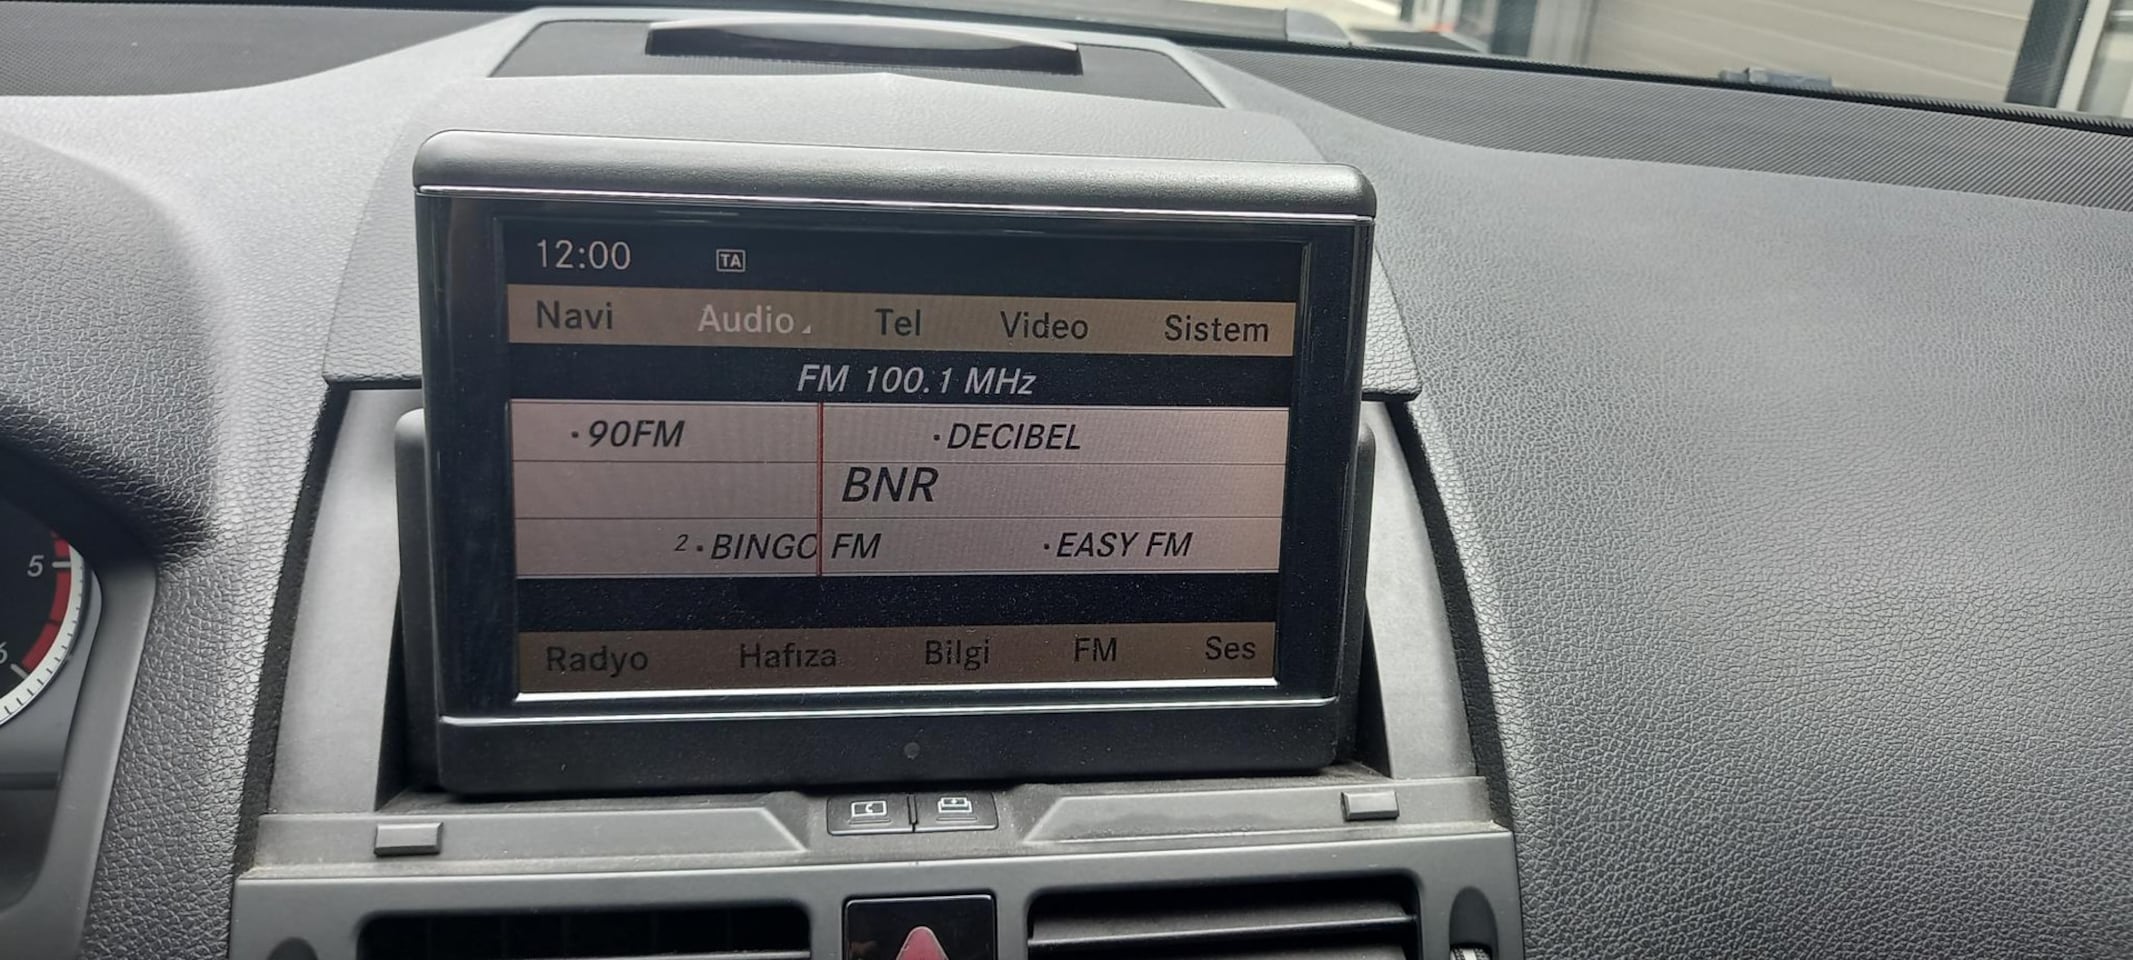 12:00 TA
Navi Audio Tel Video Sistem
FM 100.1 MHz
·90FM ·DECIBEL
BNR
2·BINGO FM ·EASY FM
Radyo Hafıza Bilgi FM Ses
5
6